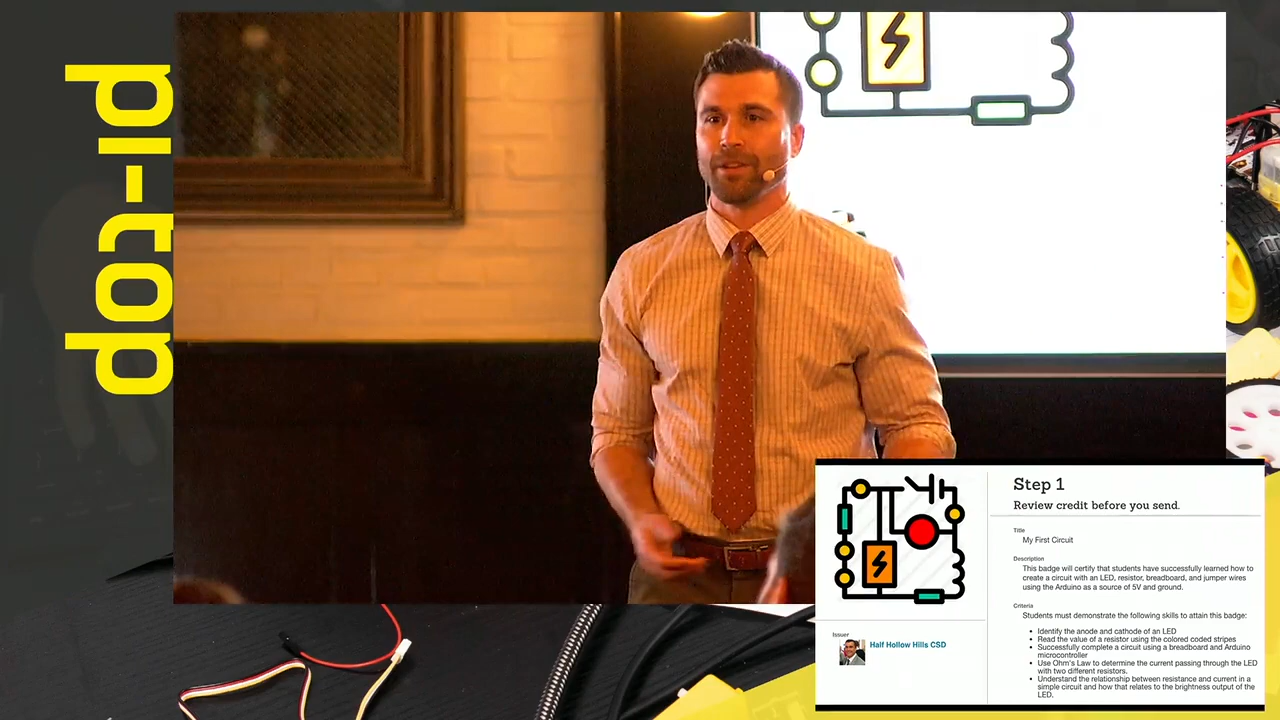 pi-top
Step 1
Review credit before you send.
Title
My First Circuit
Description
This badge will certify that students have successfully learned how to
create a circuit with an LED, resistor, breadboard, and jumper wires
using the Arduino as a source of 5V and ground.
Criteria
Students must demonstrate the following skills to attain this badge:
• Identify the anode and cathode of an LED
• Read the value of a resistor using the colored coded stripes
• Successfully complete a circuit using a breadboard and Arduino
microcontroller
• Use Ohm's Law to determine the current passing through the LED
with two different resistors.
• Understand the relationship between resistance and current in a
simple circuit and how that relates to the brightness output of the
LED.
Issuer
Half Hollow Hills CSD